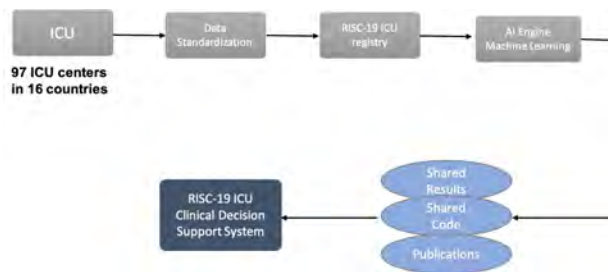 ICU
97 ICU centers
in 16 countries
Data
Standardization
RISC-19 ICU
registry
AI Engine
Machine Learning
RISC-19 ICU
Clinical Decision
Support System
Shared
Results
Shared
Code
Publications